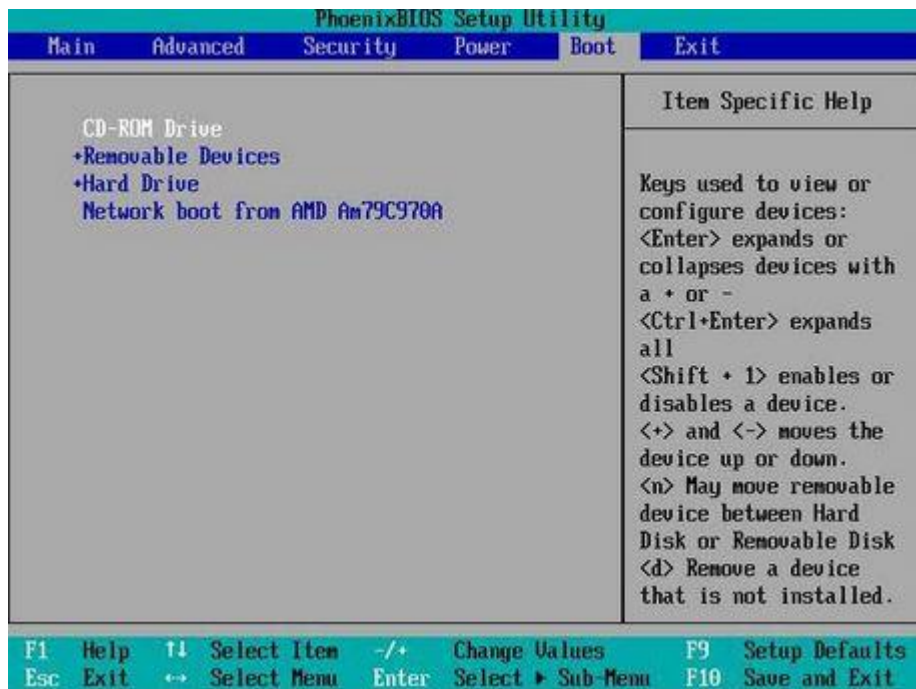 PhoenixBIOS Setup Utility
Main Advanced Security Power Boot Exit
CD-ROM Drive
+Removable Devices
+Hard Drive
Network boot from AMD Am79C970A
Item Specific Help
Keys used to view or
configure devices:
<Enter> expands or
collapses devices with
a + or -
<Ctrl+Enter> expands
all
<Shift + 1> enables or
disables a device.
<+> and <-> moves the
device up or down.
<n> May move removable
device between Hard
Disk or Removable Disk
<d> Remove a device
that is not installed.
F1 Help ↑↓ Select Item -/+ Change Values F9 Setup Defaults
Esc Exit ↔ Select Menu Enter Select ▶ Sub-Menu F10 Save and Exit